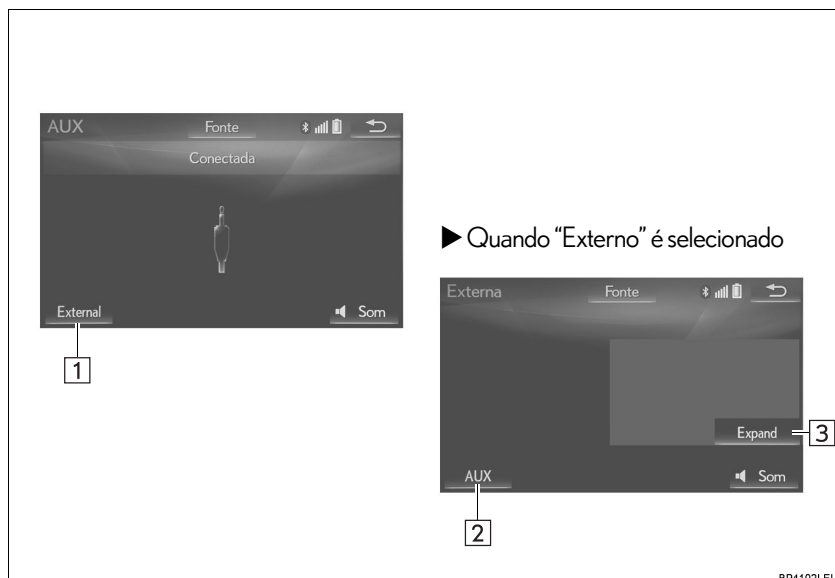 AUX Fonte
Conectada
External Som
1
▶ Quando “Externo” é selecionado
Externa Fonte
Expand 3
AUX Som
2